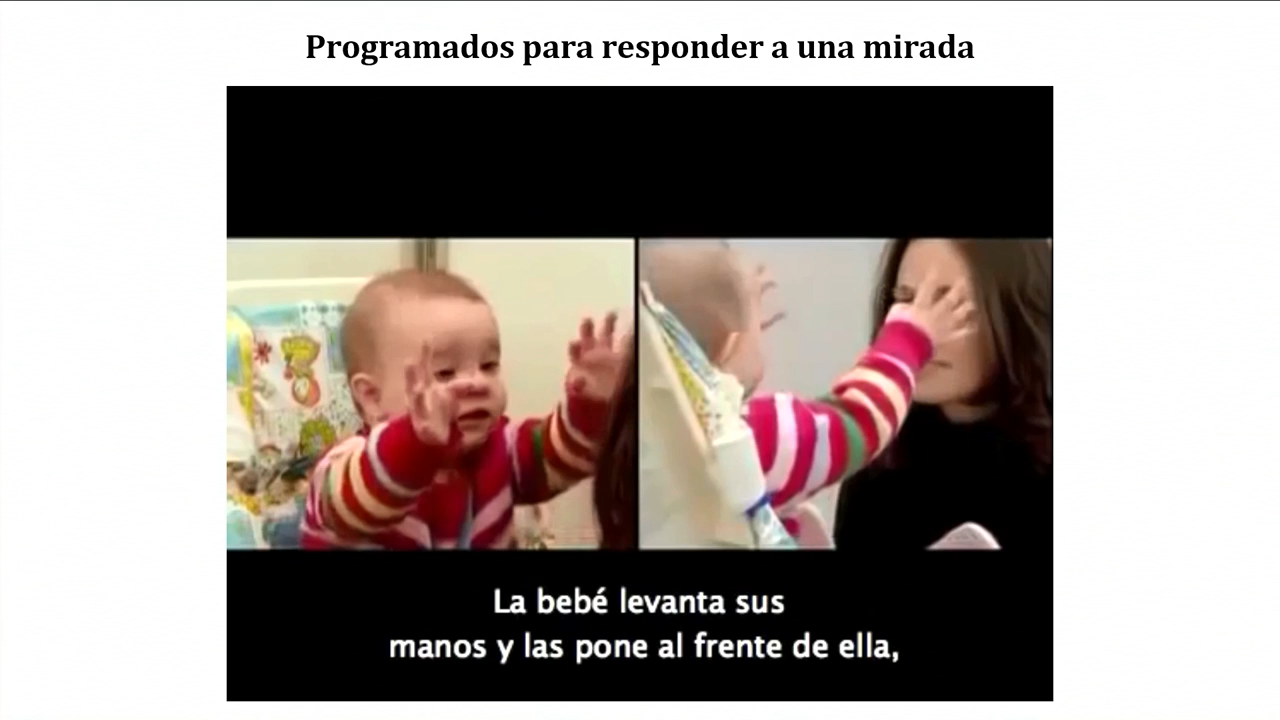 Programados para responder a una mirada
La bebé levanta sus
manos y las pone al frente de ella,